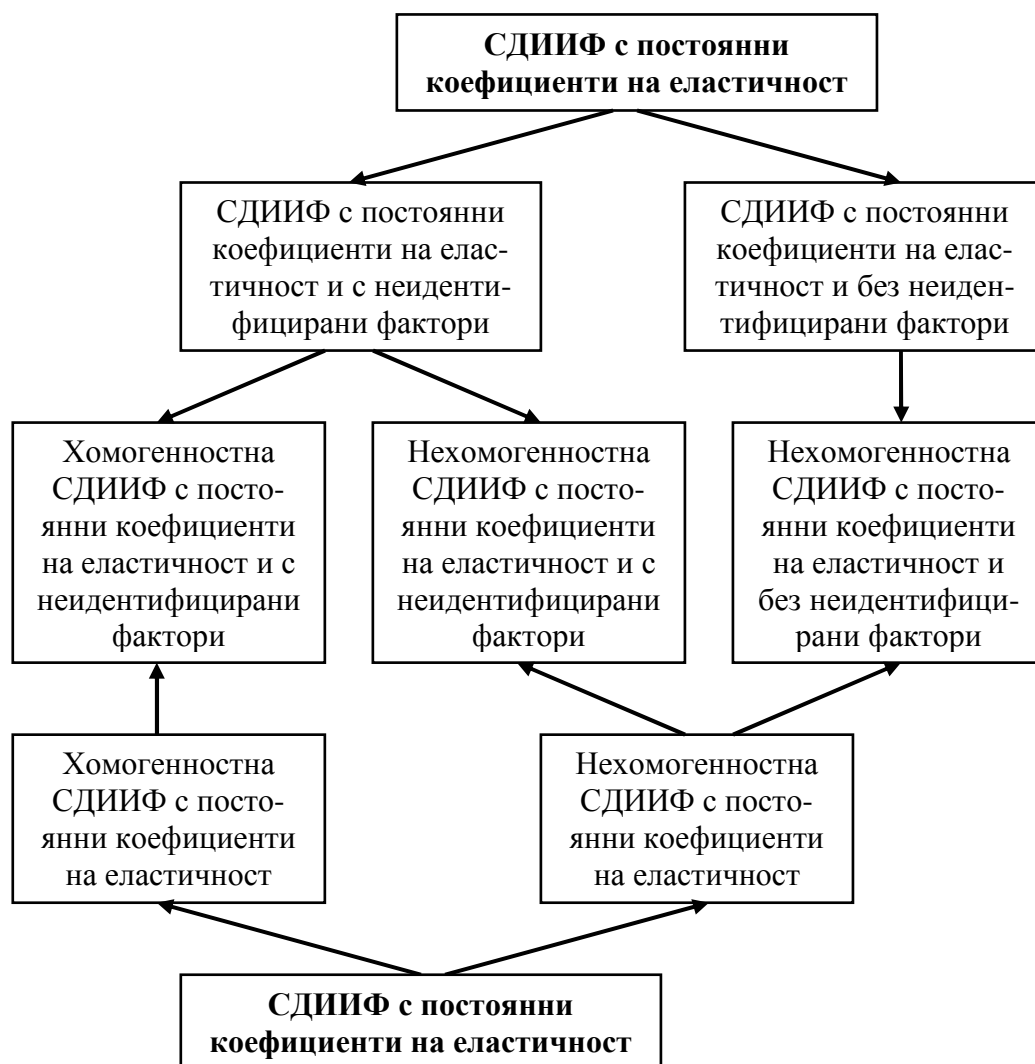 СДИИФ с постоянни
коефициенти на еластичност
СДИИФ с постоянни
коефициенти на елас-
тичност и с неиденти-
фицирани фактори
СДИИФ с постоянни
коефициенти на елас-
тичност и без неиден-
тифицирани фактори
Хомогенностна
СДИИФ с посто-
янни коефициенти
на еластичност и с
неидентифицирани
фактори
Нехомогенностна
СДИИФ с посто-
янни коефициенти
на еластичност и с
неидентифицирани
фактори
Нехомогенностна
СДИИФ с посто-
янни коефициенти
на еластичност и
без неидентифици-
рани фактори
Хомогенностна
СДИИФ с посто-
янни коефициенти
на еластичност
Нехомогенностна
СДИИФ с посто-
янни коефициенти
на еластичност
СДИИФ с постоянни
коефициенти на еластичност